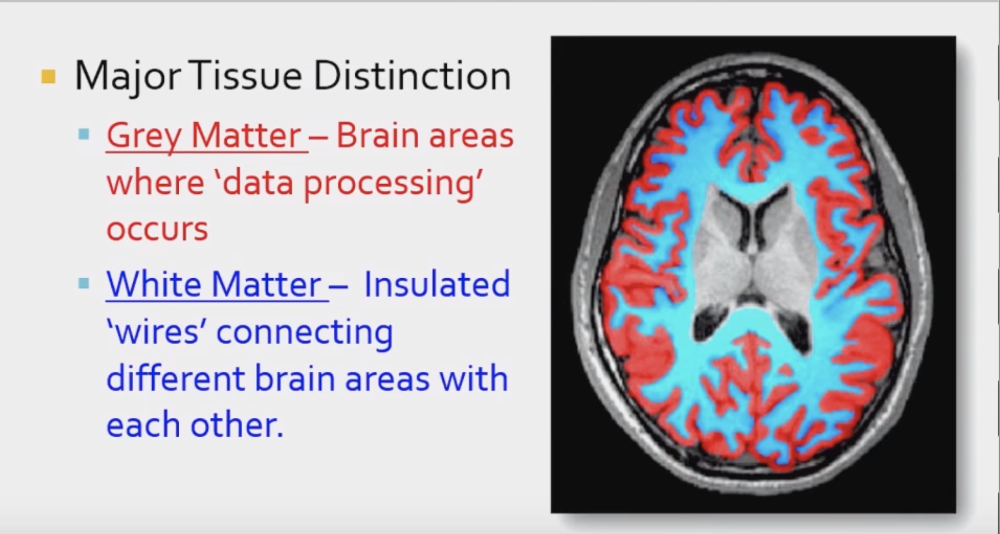 Major Tissue Distinction
Grey Matter – Brain areas
where ‘data processing’
occurs
White Matter – Insulated
‘wires’ connecting
different brain areas with
each other.